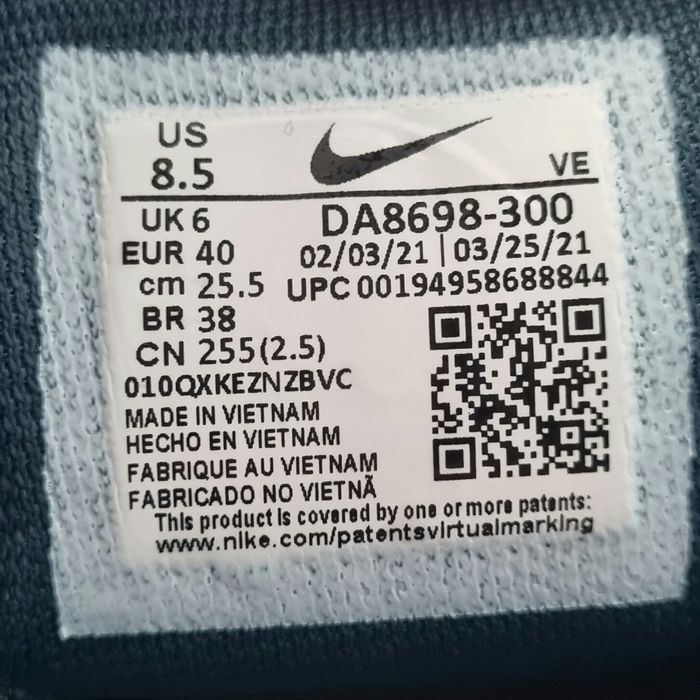 US
8.5
VE
UK 6
DA8698-300
EUR 40
02/03/21 | 03/25/21
cm 25.5
UPC 00194958688844
BR 38
CN 255(2.5)
010QXKEZNZBVC
MADE IN VIETNAM
HECHO EN VIETNAM
FABRIQUE AU VIETNAM
FABRICADO NO VIETNÃ
This product is covered by one or more patents:
www.nike.com/patentsvirtualmarking